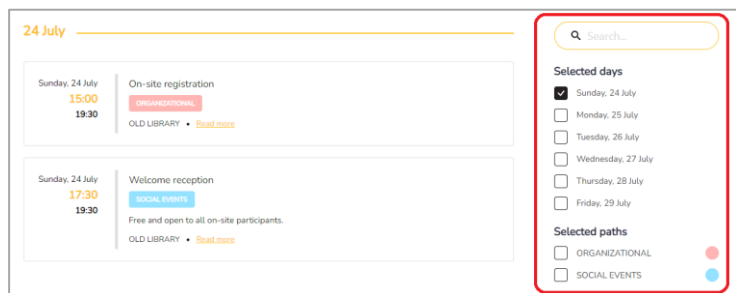 24 July
Sunday, 24 July
15:00
19:30
On-site registration
ORGANIZATIONAL
OLD LIBRARY • Read more
Sunday, 24 July
17:30
19:30
Welcome reception
SOCIAL EVENTS
Free and open to all on-site participants.
OLD LIBRARY • Read more
Search...
Selected days
Sunday, 24 July
Monday, 25 July
Tuesday, 26 July
Wednesday, 27 July
Thursday, 28 July
Friday, 29 July
Selected paths
ORGANIZATIONAL
SOCIAL EVENTS